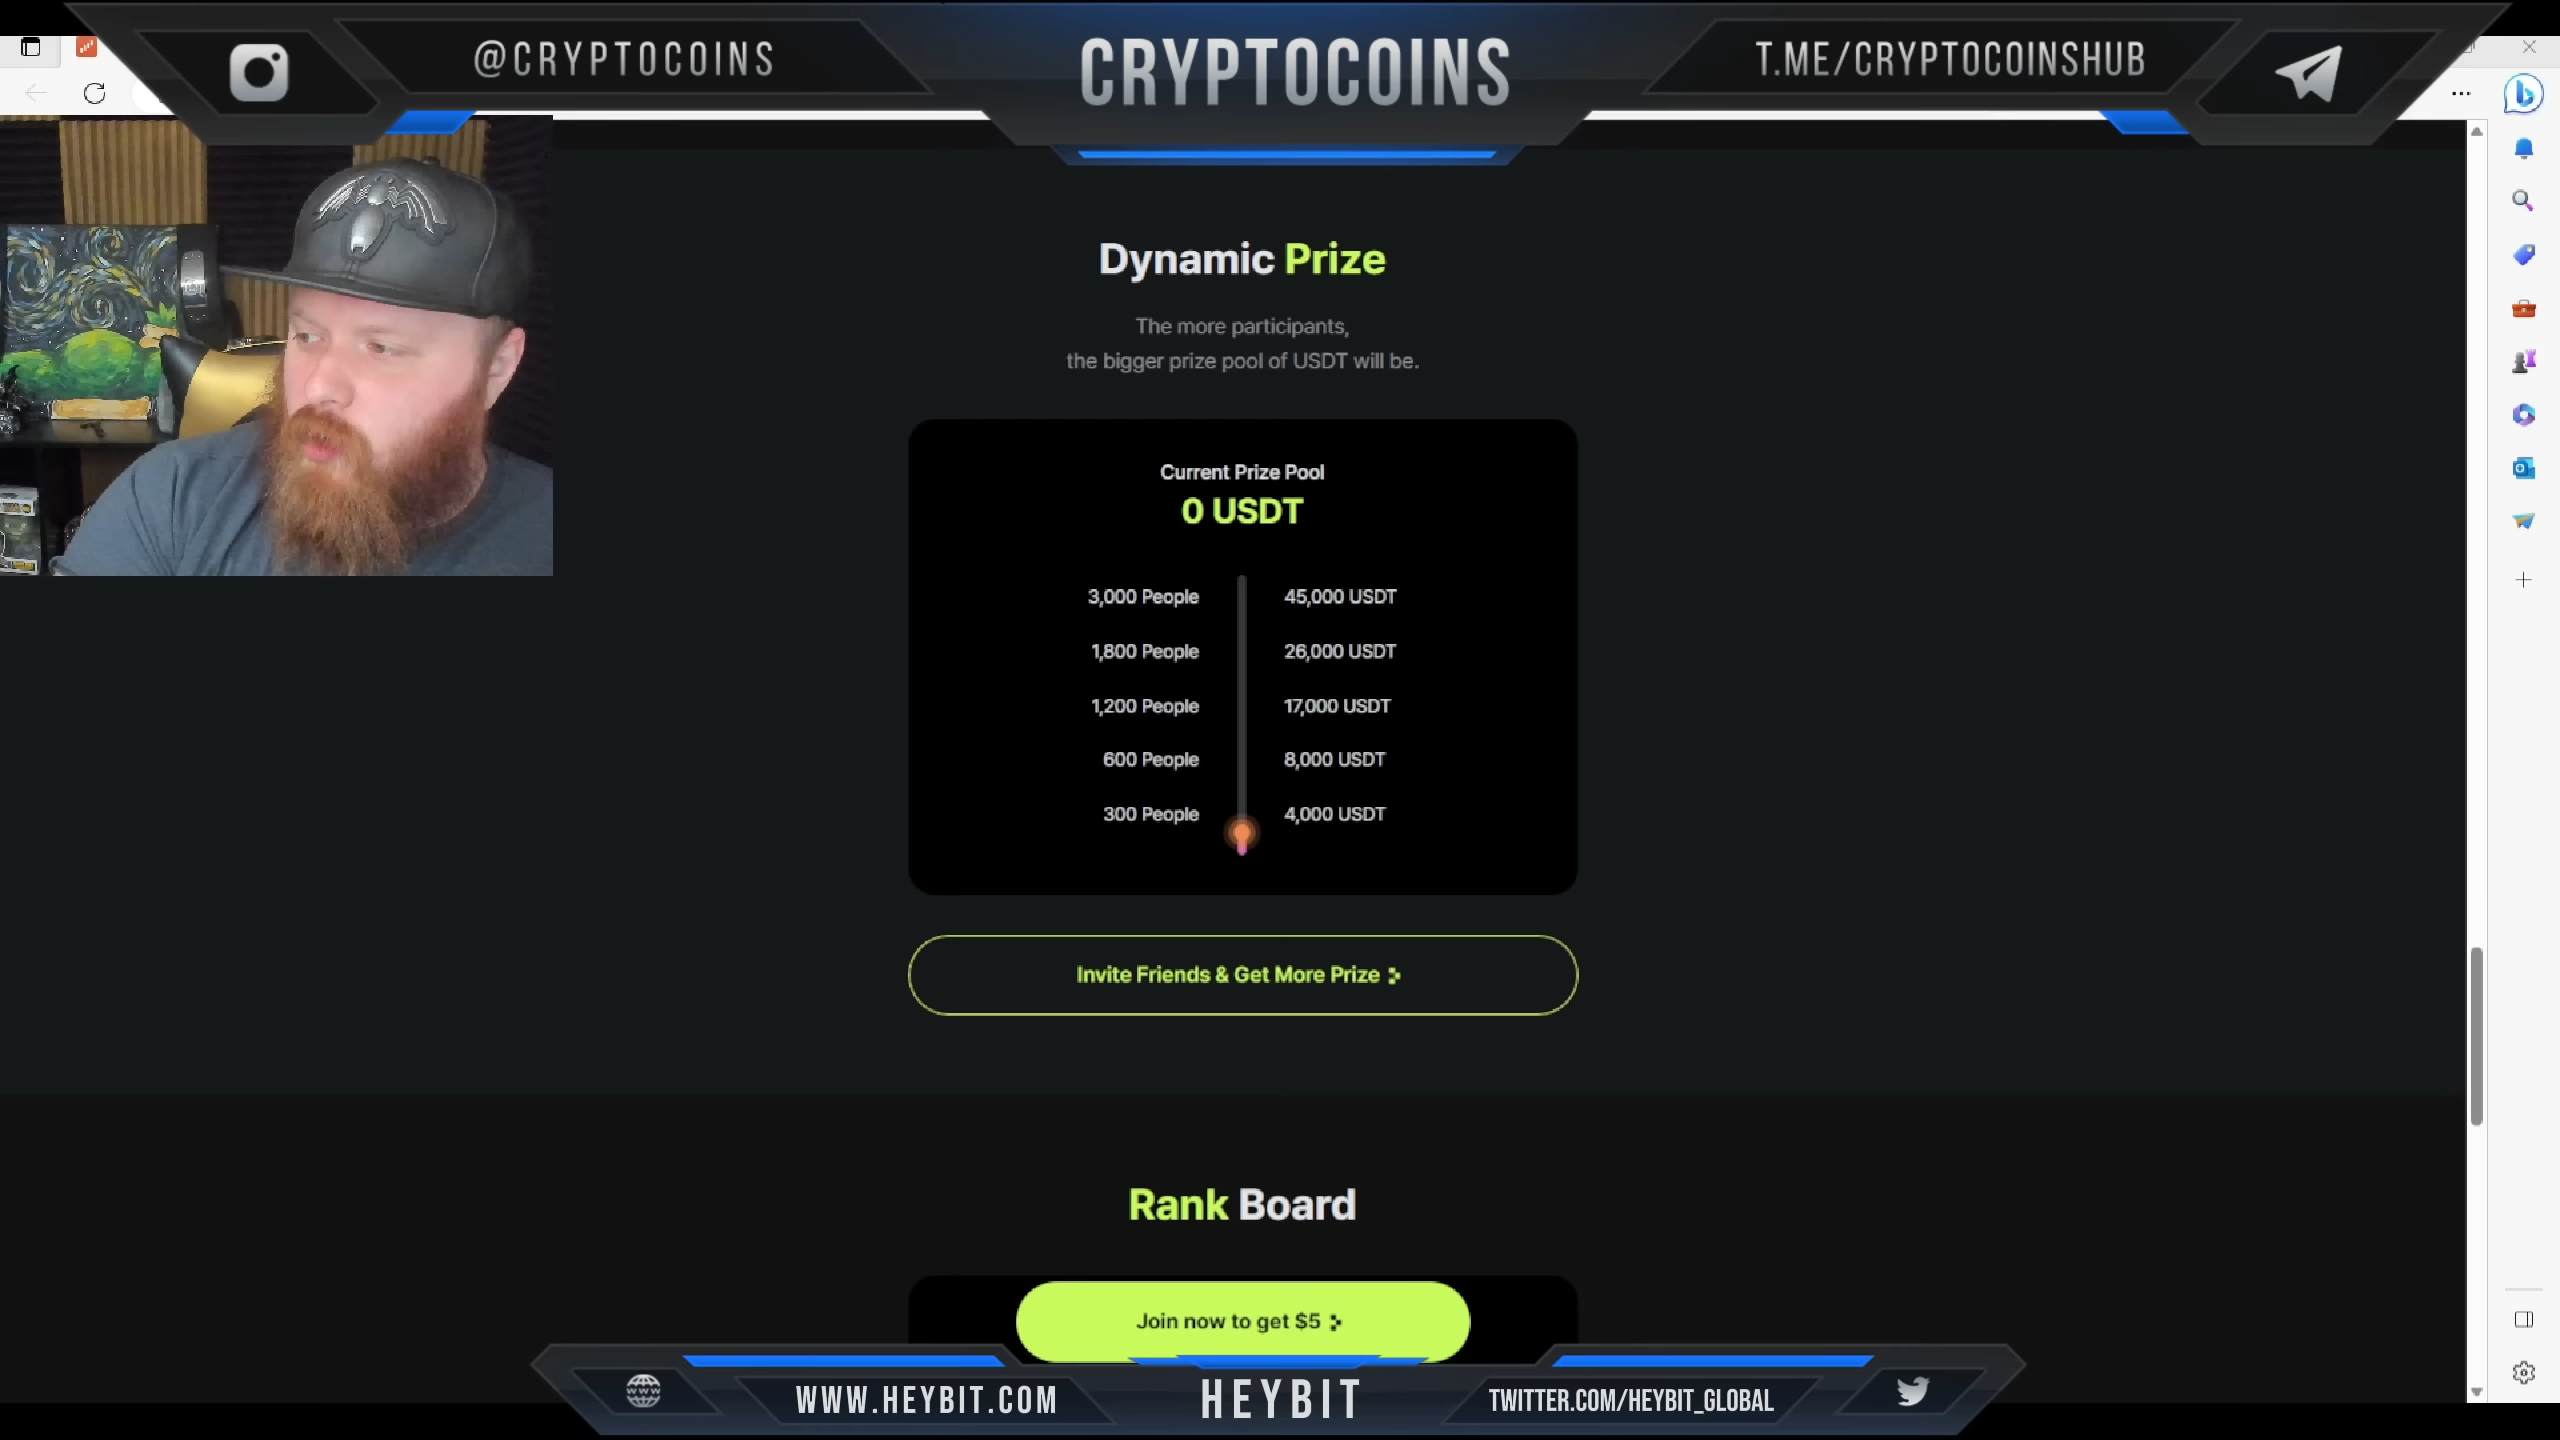 @CRYPTOCOINS
CRYPTOCOINS
T.ME/CRYPTOCOINSHUB
Dynamic Prize
The more participants,
the bigger prize pool of USDT will be.
Current Prize Pool
0 USDT
3,000 People 45,000 USDT
1,800 People 26,000 USDT
1,200 People 17,000 USDT
600 People 8,000 USDT
300 People 4,000 USDT
Invite Friends & Get More Prize
Rank Board
Join now to get $5
WWW.HEYBIT.COM
HEYBIT
TWITTER.COM/HEYBIT_GLOBAL